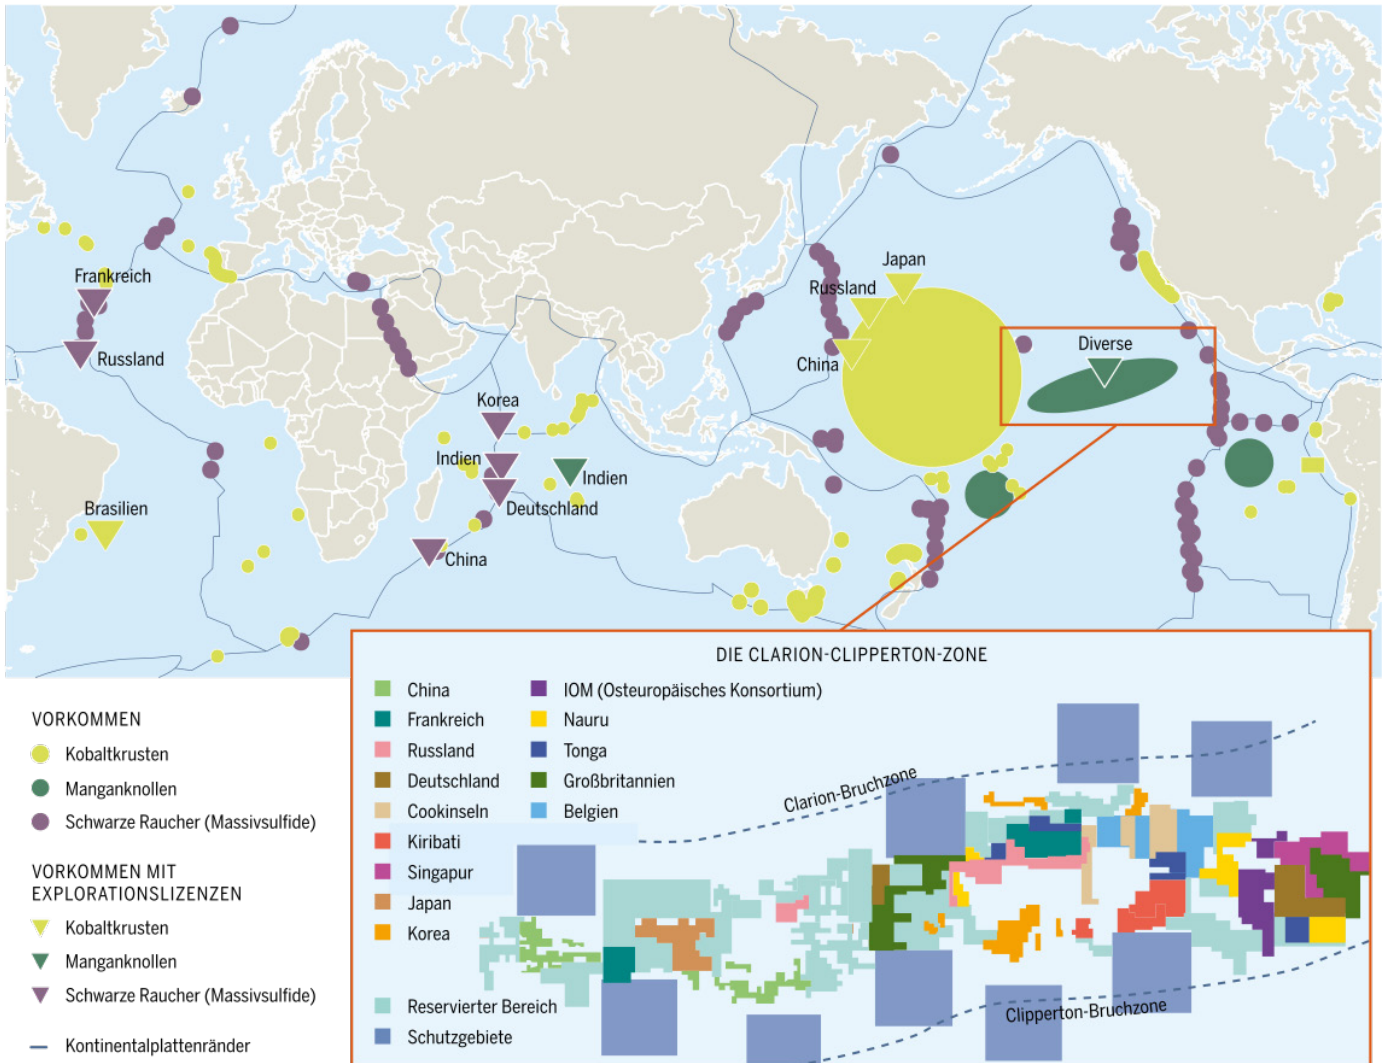 Japan
Russland
Frankreich
Diverse
Russland
China
Korea
Indien
Indien
Brasilien
Deutschland
China
DIE CLARION-CLIPPERTON-ZONE
China
Frankreich
Russland
Deutschland
Cookinseln
Kiribati
Singapur
Japan
Korea
IOM (Osteuropäisches Konsortium)
Nauru
Tonga
Großbritannien
Belgien
Reservierter Bereich
Schutzgebiete
Clarion-Bruchzone
Clipperton-Bruchzone
VORKOMMEN
Kobaltkrusten
Manganknollen
Schwarze Raucher (Massivsulfide)
VORKOMMEN MIT
EXPLORATIONSLIZENZEN
Kobaltkrusten
Manganknollen
Schwarze Raucher (Massivsulfide)
Kontinentalplattenränder